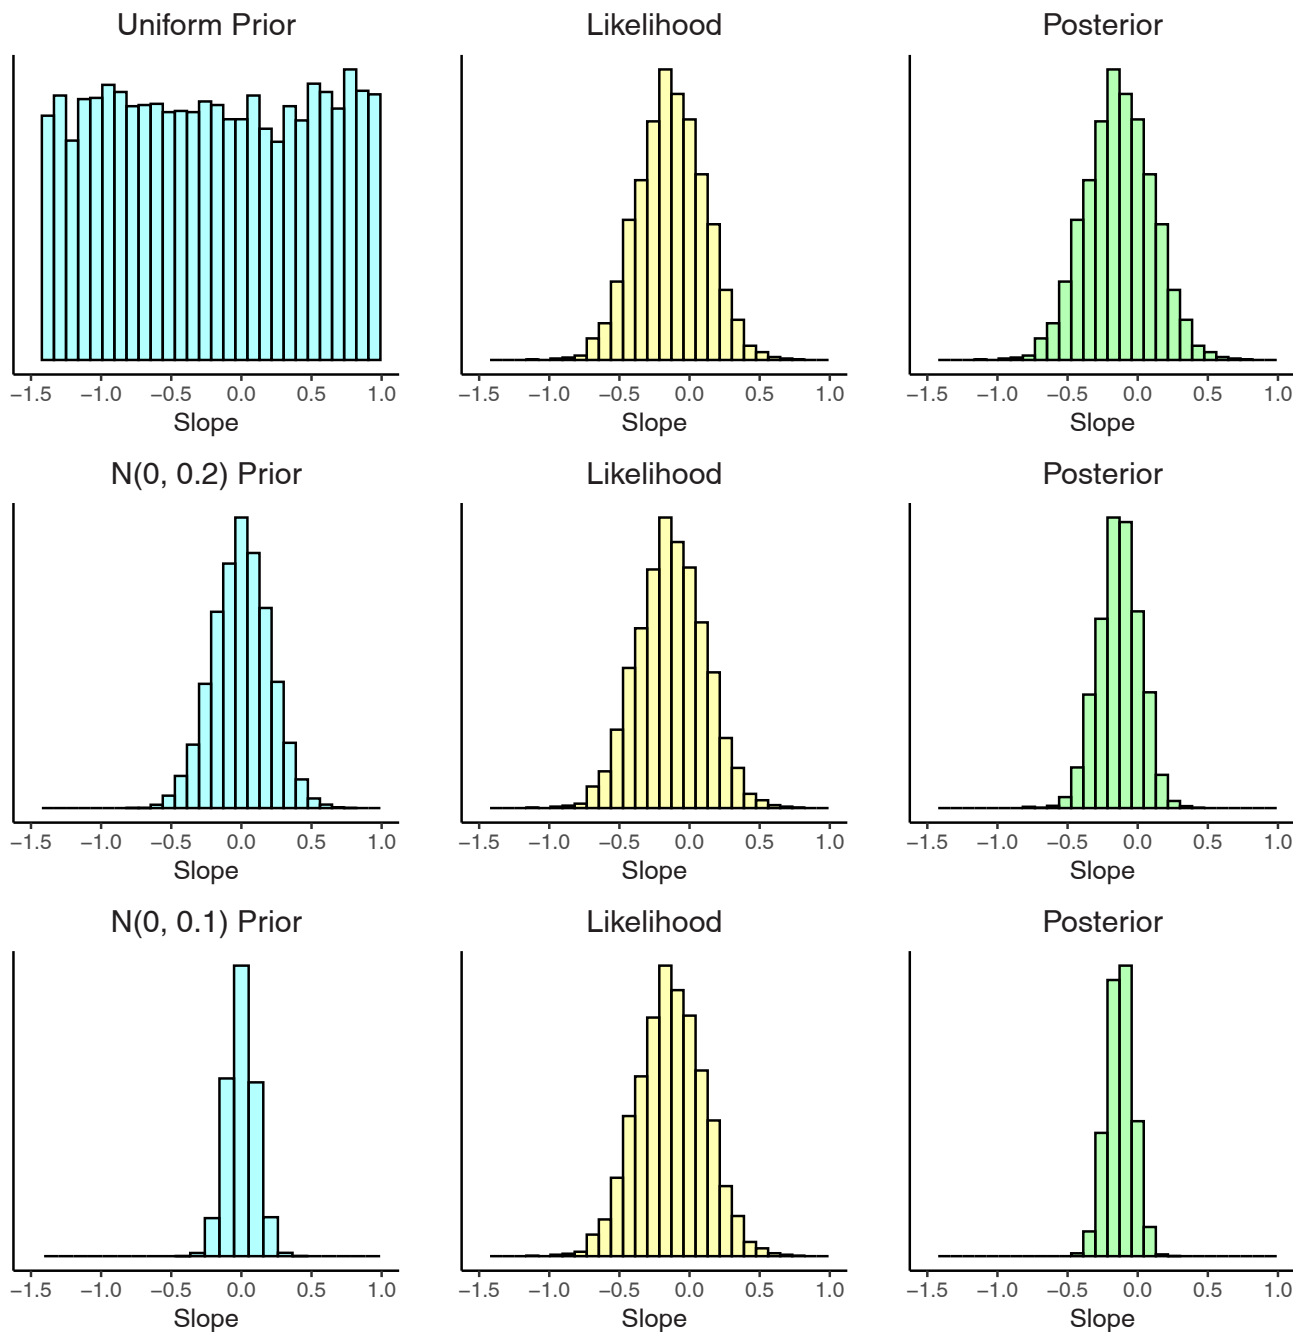 Uniform Prior Likelihood Posterior
−1.5 −1.0 −0.5 0.0 0.5 1.0 −1.5 −1.0 −0.5 0.0 0.5 1.0 −1.5 −1.0 −0.5 0.0 0.5 1.0
Slope Slope Slope
N(0, 0.2) Prior Likelihood Posterior
−1.5 −1.0 −0.5 0.0 0.5 1.0 −1.5 −1.0 −0.5 0.0 0.5 1.0 −1.5 −1.0 −0.5 0.0 0.5 1.0
Slope Slope Slope
N(0, 0.1) Prior Likelihood Posterior
−1.5 −1.0 −0.5 0.0 0.5 1.0 −1.5 −1.0 −0.5 0.0 0.5 1.0 −1.5 −1.0 −0.5 0.0 0.5 1.0
Slope Slope Slope